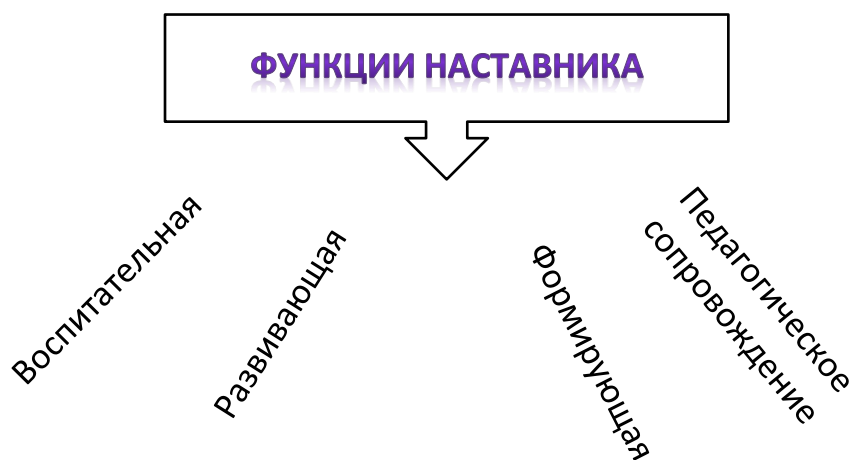 ФУНКЦИИ НАСТАВНИКА
Воспитательная
Развивающая
Формирующая
Педагогическое
сопровождение